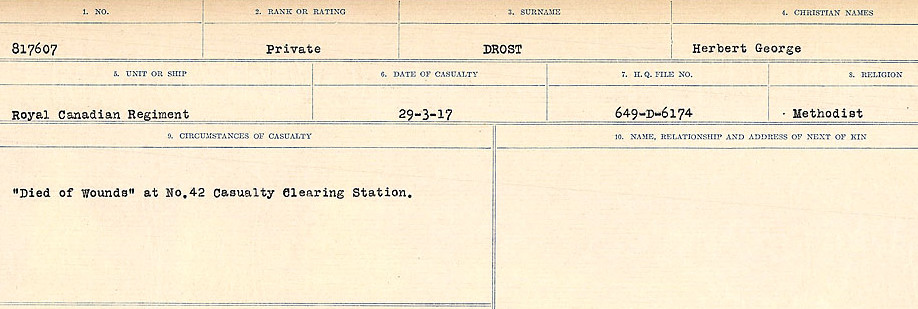 1. NO. 2. RANK OR RATING 3. SURNAME 4. CHRISTIAN NAMES
817607 Private DROST Herbert George
5. UNIT OR SHIP 6. DATE OF CASUALTY 7. H. Q. FILE NO. 8. RELIGION
Royal Canadian Regiment 29-3-17 649-D-6174 Methodist
9. CIRCUMSTANCES OF CASUALTY 10. NAME, RELATIONSHIP AND ADDRESS OF NEXT OF KIN
"Died of Wounds" at No.42 Casualty Clearing Station.